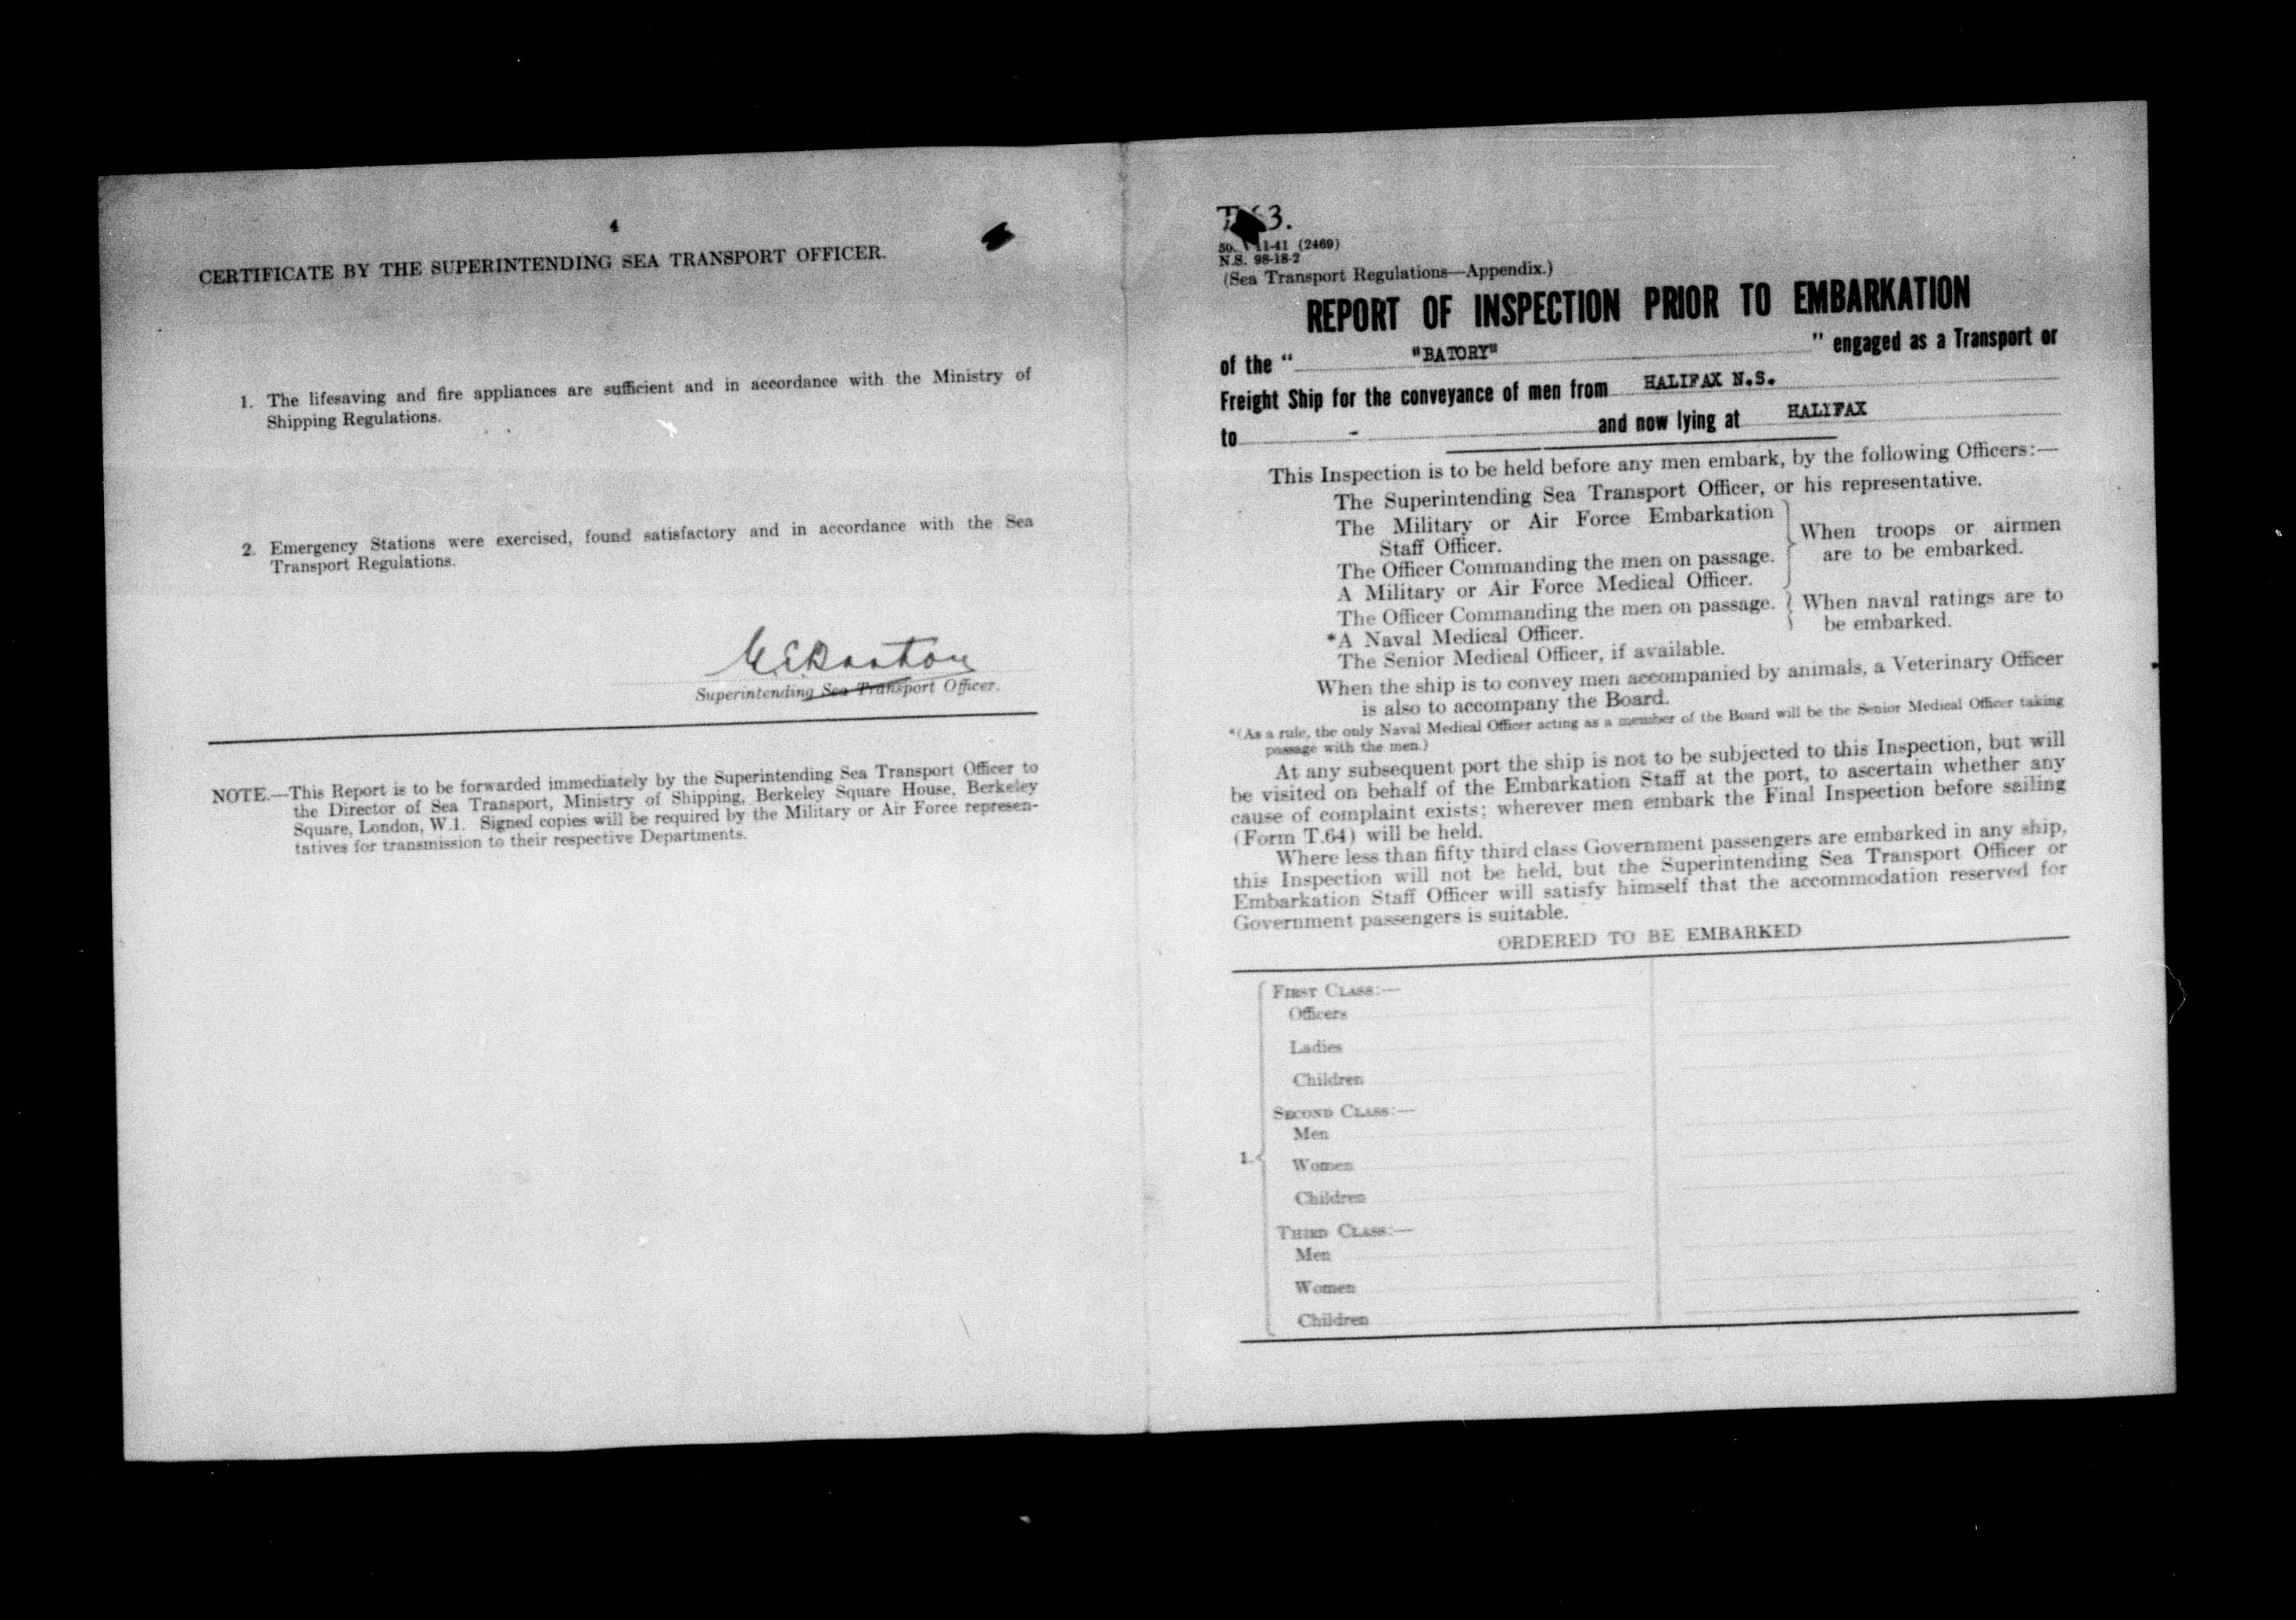 4
CERTIFICATE BY THE SUPERINTENDING SEA TRANSPORT OFFICER.
1. The lifesaving and fire appliances are sufficient and in accordance with the Ministry of
Shipping Regulations.
2. Emergency Stations were exercised, found satisfactory and in accordance with the Sea
Transport Regulations.
Superintending Sea Transport Officer.
NOTE.—This Report is to be forwarded immediately by the Superintending Sea Transport Officer to
the Director of Sea Transport, Ministry of Shipping, Berkeley Square House, Berkeley
Square, London, W.1. Signed copies will be required by the Military or Air Force represen-
tatives for transmission to their respective Departments.
11-41 (2469)
N.S. 98-18-2
(Sea Transport Regulations—Appendix.)
REPORT OF INSPECTION PRIOR TO EMBARKATION
of the " "BATORY" " engaged as a Transport or
Freight Ship for the conveyance of men from HALIFAX N.S.
to - and now lying at HALIFAX
This Inspection is to be held before any men embark, by the following Officers:—
The Superintending Sea Transport Officer, or his representative.
The Military or Air Force Embarkation
Staff Officer.
The Officer Commanding the men on passage.
A Military or Air Force Medical Officer.
When troops or airmen
are to be embarked.
The Officer Commanding the men on passage.
*A Naval Medical Officer.
When naval ratings are to
be embarked.
The Senior Medical Officer, if available.
When the ship is to convey men accompanied by animals, a Veterinary Officer
is also to accompany the Board.
*(As a rule, the only Naval Medical Officer acting as a member of the Board will be the Senior Medical Officer taking
passage with the men.)
At any subsequent port the ship is not to be subjected to this Inspection, but will
be visited on behalf of the Embarkation Staff at the port, to ascertain whether any
cause of complaint exists; wherever men embark the Final Inspection before sailing
(Form T.64) will be held.
Where less than fifty third class Government passengers are embarked in any ship,
this Inspection will not be held, but the Superintending Sea Transport Officer or
Embarkation Staff Officer will satisfy himself that the accommodation reserved for
Government passengers is suitable.
ORDERED TO BE EMBARKED
1.
FIRST CLASS:—
Officers
Ladies
Children
SECOND CLASS:—
Men
Women
Children
THIRD CLASS:—
Men
Women
Children